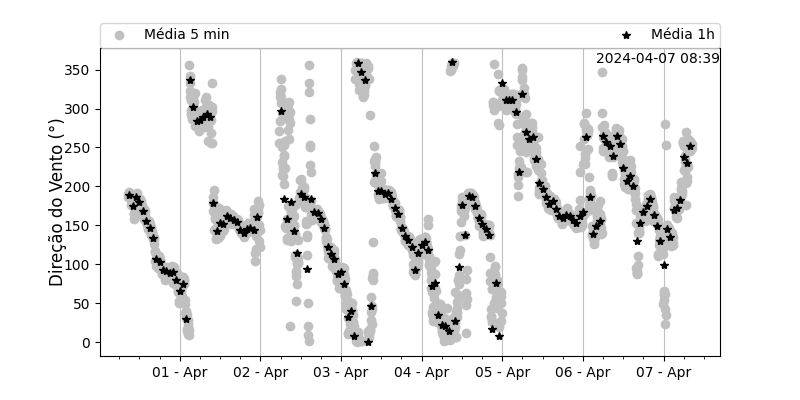 Média 5 min
Média 1h
2024-04-07 08:39
Direção do Vento (°)
350
300
250
200
150
100
50
0
01 - Apr
02 - Apr
03 - Apr
04 - Apr
05 - Apr
06 - Apr
07 - Apr